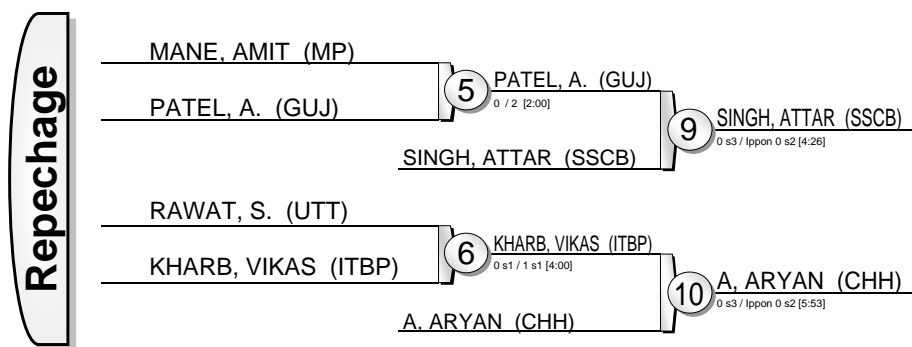 Repechage
MANE, AMIT (MP)
PATEL, A. (GUJ)
5
PATEL, A. (GUJ)
0 / 2 [2:00]
SINGH, ATTAR (SSCB)
9
SINGH, ATTAR (SSCB)
0 s3 / Ippon 0 s2 [4:26]
RAWAT, S. (UTT)
KHARB, VIKAS (ITBP)
6
KHARB, VIKAS (ITBP)
0 s1 / 1 s1 [4:00]
A, ARYAN (CHH)
10
A, ARYAN (CHH)
0 s3 / Ippon 0 s2 [5:53]